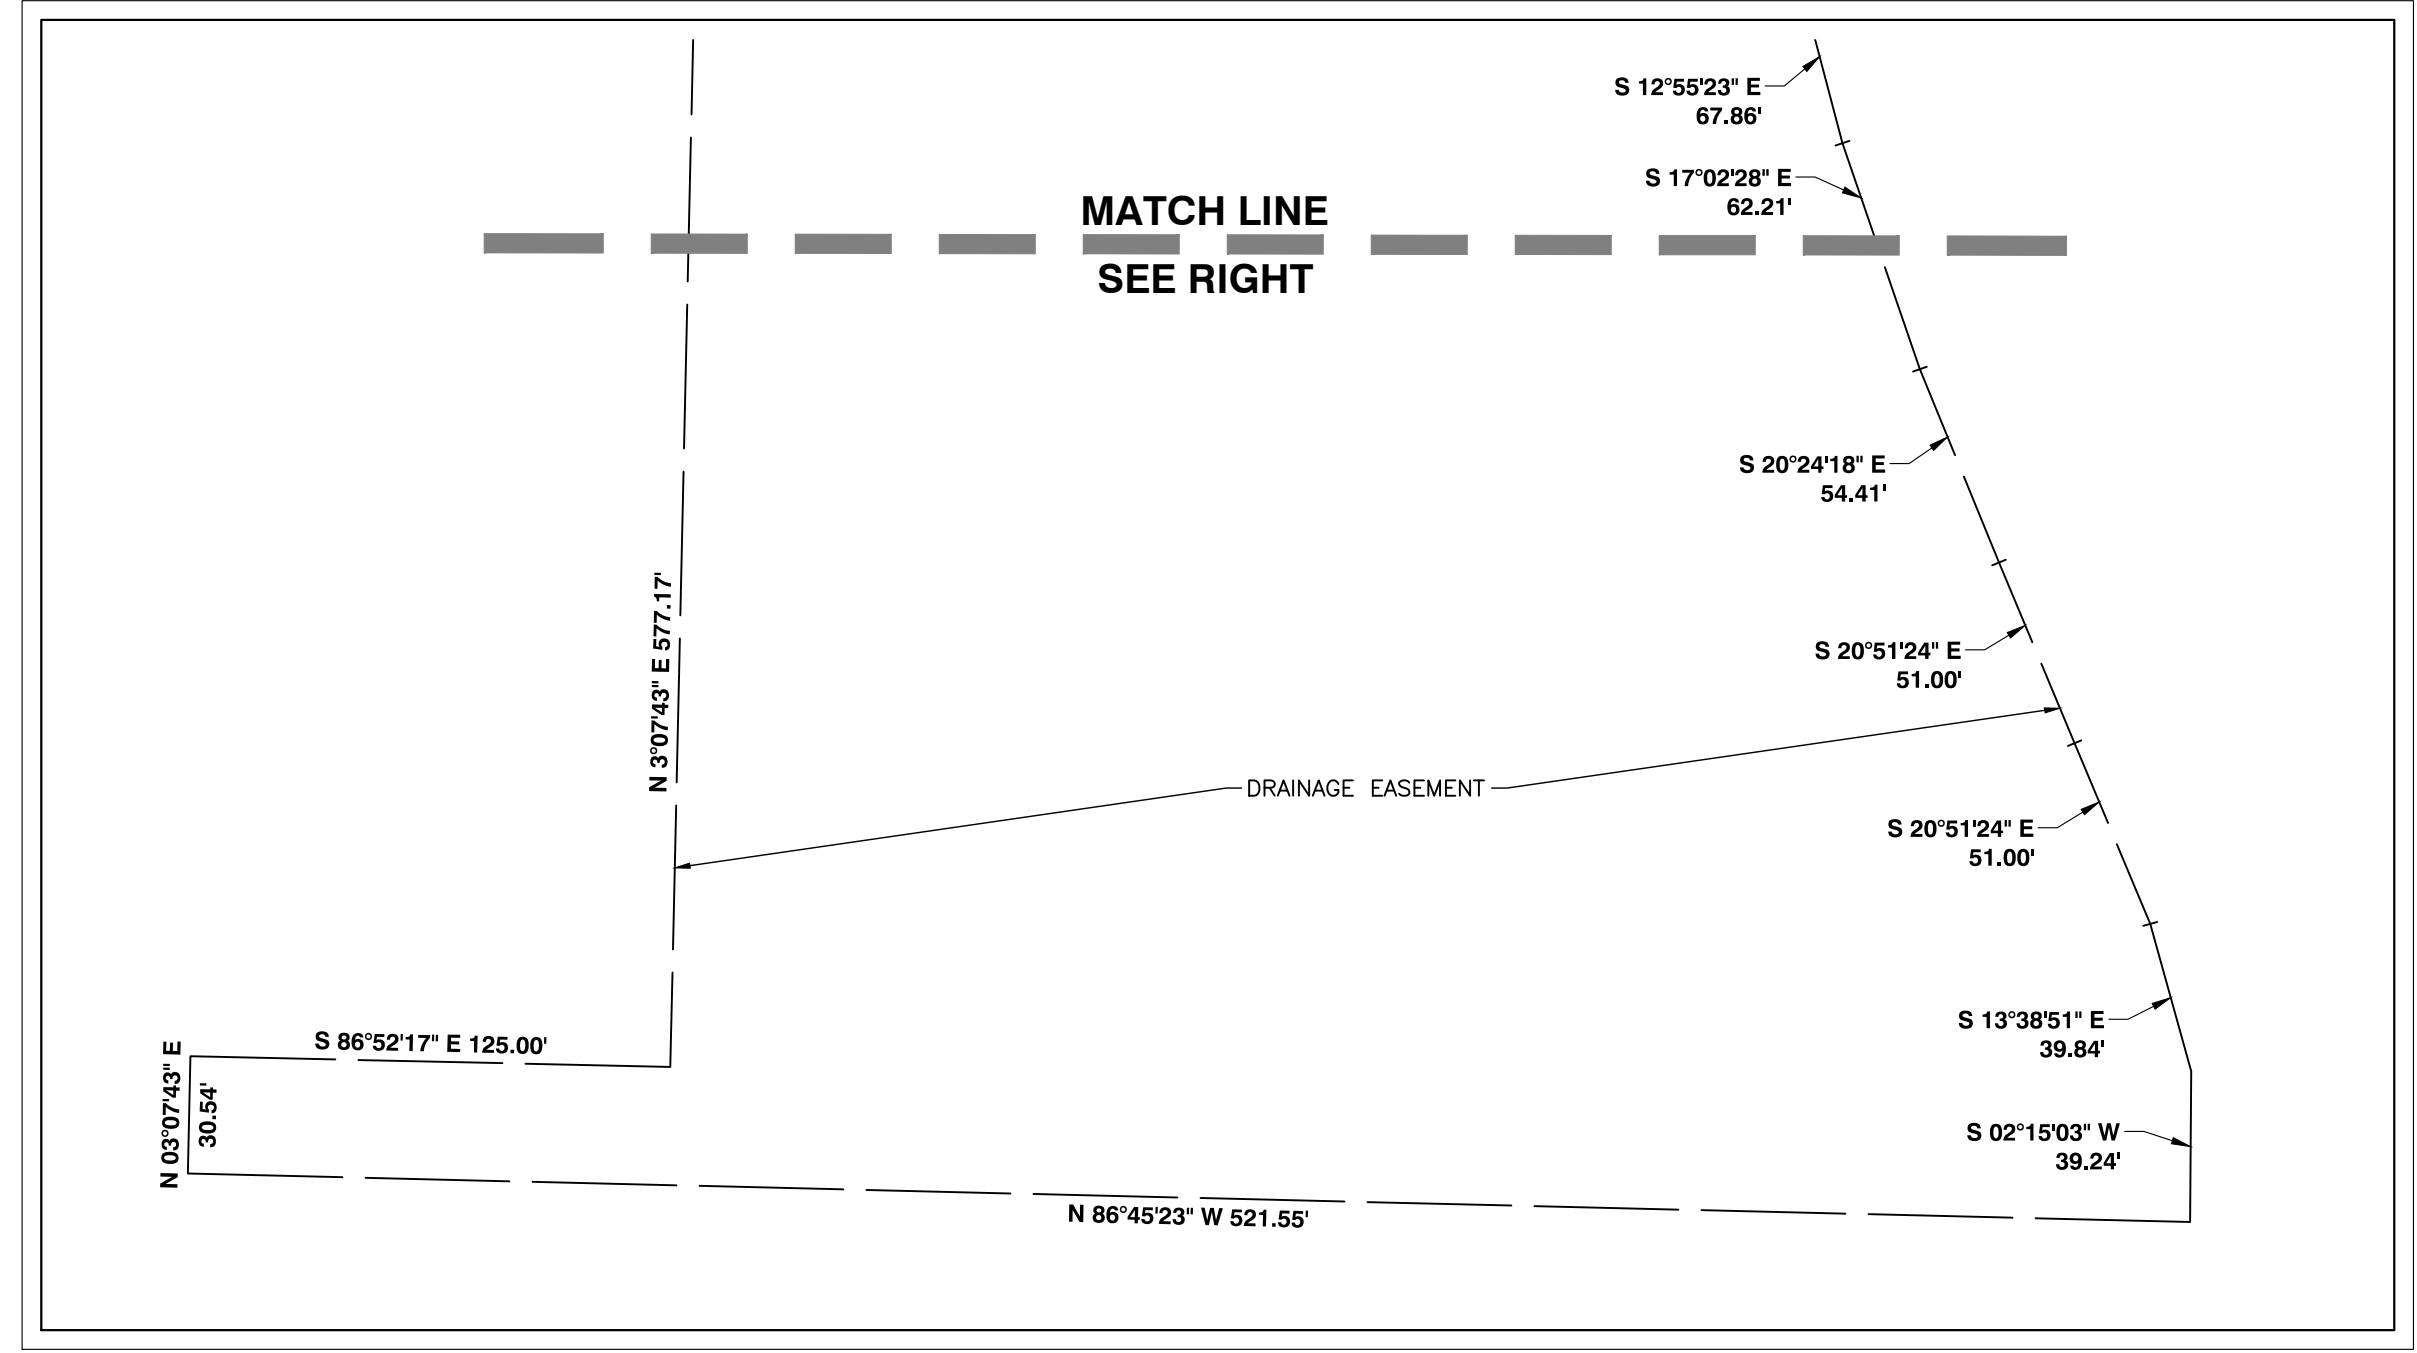 S 12°55'23" E
67.86'
S 17°02'28" E
62.21'
MATCH LINE
SEE RIGHT
S 20°24'18" E
54.41'
N 3°07'43" E 577.17'
S 20°51'24" E
51.00'
DRAINAGE EASEMENT
S 20°51'24" E
51.00'
S 13°38'51" E
39.84'
S 86°52'17" E 125.00'
N 03°07'43" E
30.54'
S 02°15'03" W
39.24'
N 86°45'23" W 521.55'